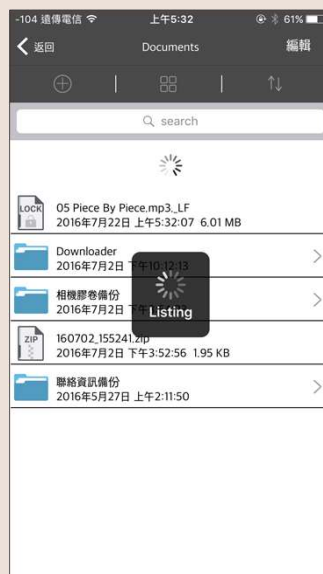 -104 遠傳電信 上午5:32 61%
返回 Documents 編輯
search
LOCK
05 Piece By Piece.mp3._LF
2016年7月22日 上午5:32:07 6.01 MB
Downloader
2016年7月2日 下午10:12:13
相機膠卷備份
2016年7月2日
Listing
ZIP
160702_155241.zip
2016年7月2日 下午3:52:56 1.95 KB
聯絡資訊備份
2016年5月27日 上午2:11:50